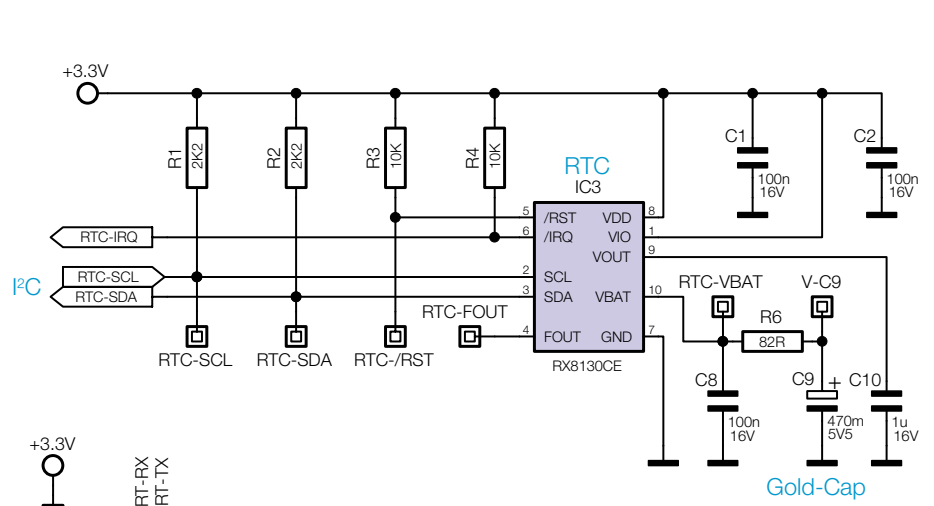 +3.3V
R1
2K2
R2
2K2
R3
10K
R4
10K
C1
100n
16V
C2
100n
16V
RTC
IC3
5
/RST
VDD
8
6
/IRQ
VIO
1
VOUT
9
2
SCL
3
SDA
VBAT
10
4
FOUT
GND
7
RX8130CE
RTC-IRQ
I²C
RTC-SCL
RTC-SDA
RTC-SCL
RTC-SDA
RTC-/RST
RTC-FOUT
RTC-VBAT
V-C9
R6
82R
C8
100n
16V
C9
+
470m
5V5
C10
1u
16V
Gold-Cap
+3.3V
RT-RX
RT-TX